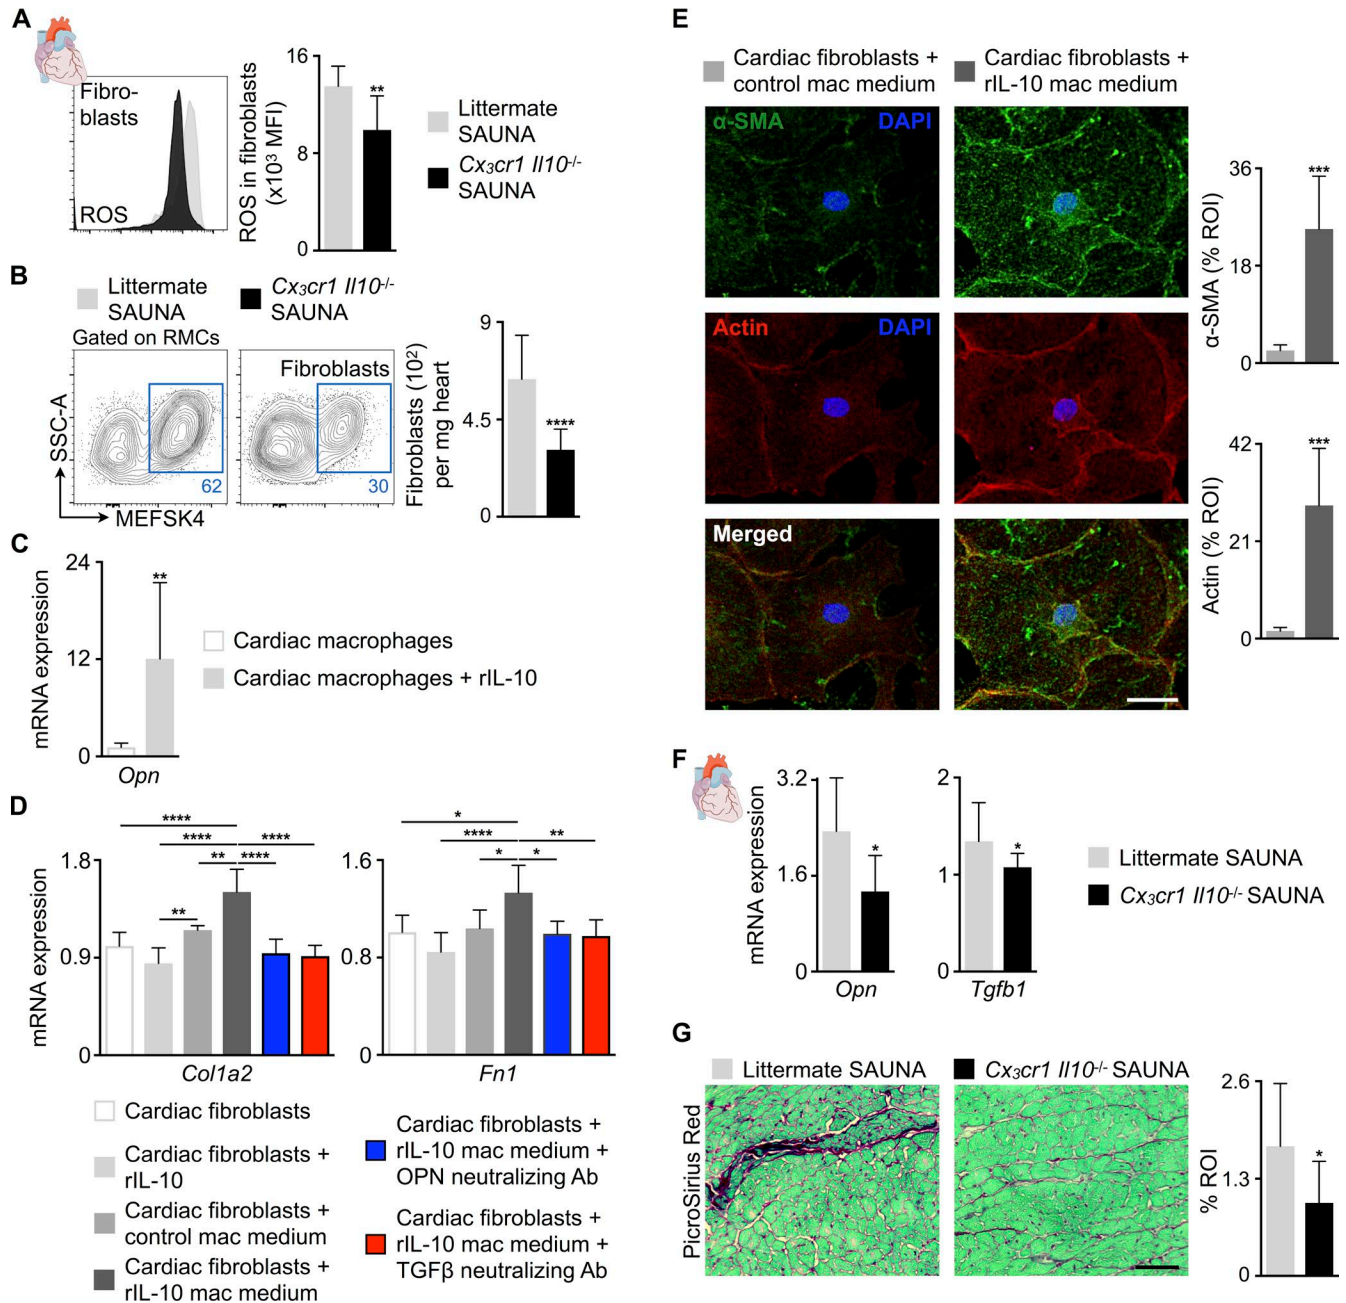 A
Fibro-
blasts
ROS
ROS in fibroblasts
(x10³ MFI)
16
8
0
**
Littermate
SAUNA
Cx₃cr1 Il10⁻/⁻
SAUNA
B
Littermate
SAUNA
Cx₃cr1 Il10⁻/⁻
SAUNA
Gated on RMCs
Fibroblasts
SSC-A
MEFSK4
62
30
Fibroblasts (10²)
per mg heart
9
4.5
0
****
C
mRNA expression
24
12
0
**
Opn
Cardiac macrophages
Cardiac macrophages + rIL-10
D
mRNA expression
1.8
0.9
0
****
**** ****
** ****
**
Col1a2
1.6
0.8
0
*
**** **
* *
Fn1
Cardiac fibroblasts
Cardiac fibroblasts +
rIL-10
Cardiac fibroblasts +
control mac medium
Cardiac fibroblasts +
rIL-10 mac medium
Cardiac fibroblasts +
rIL-10 mac medium +
OPN neutralizing Ab
Cardiac fibroblasts +
rIL-10 mac medium +
TGFβ neutralizing Ab
E
Cardiac fibroblasts +
control mac medium
Cardiac fibroblasts +
rIL-10 mac medium
α-SMA DAPI
Actin DAPI
Merged
α-SMA (% ROI)
36
18
0
***
Actin (% ROI)
42
21
0
***
F
mRNA expression
3.2
1.6
0
*
Opn
2
1
0
*
Tgfb1
Littermate SAUNA
Cx₃cr1 Il10⁻/⁻ SAUNA
G
Littermate SAUNA
Cx₃cr1 Il10⁻/⁻ SAUNA
PicroSirius Red
% ROI
2.6
1.3
0
*